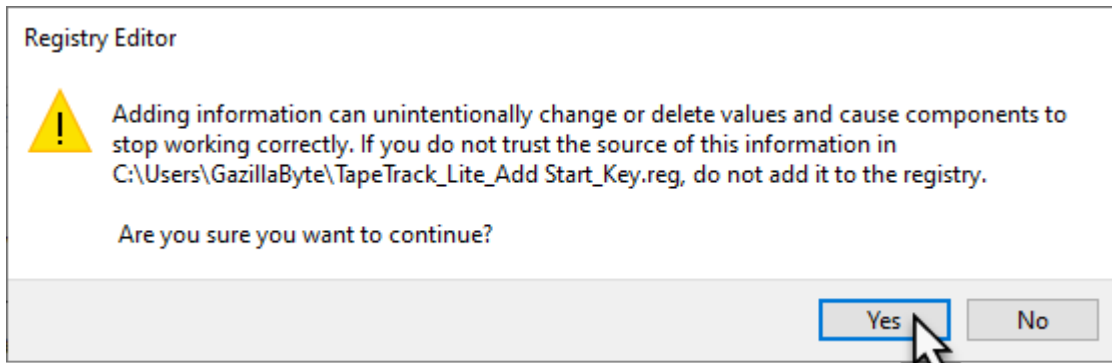 Registry Editor
!
Adding information can unintentionally change or delete values and cause components to
stop working correctly. If you do not trust the source of this information in
C:\Users\GazillaByte\TapeTrack_Lite_Add Start_Key.reg, do not add it to the registry.
Are you sure you want to continue?
Yes No